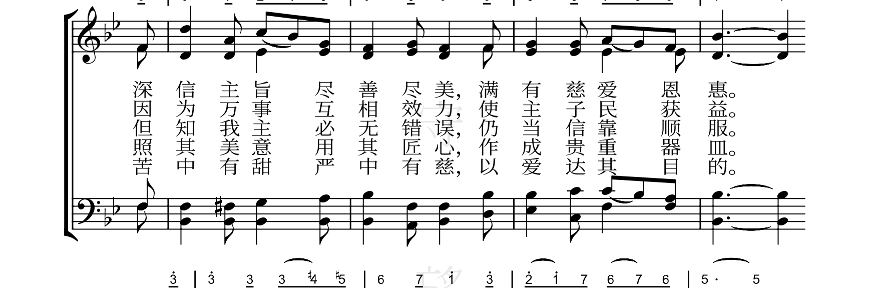 深 信 主 旨 尽 善 尽 美，满 有 慈 爱 恩 惠。
因 为 万 事 互 相 效 力，使 主 子 民 获 益。
但 知 我 主 必 无 错 误，仍 当 信 靠 顺 服。
照 其 美 意 用 其 匠 心，作 成 贵 重 器 皿。
苦 中 有 甜 严 中 有 慈，以 爱 达 其 目 的。
3 3 3 3 4 5 6 7 1 3 2 1 7 6 7 6 5· 5